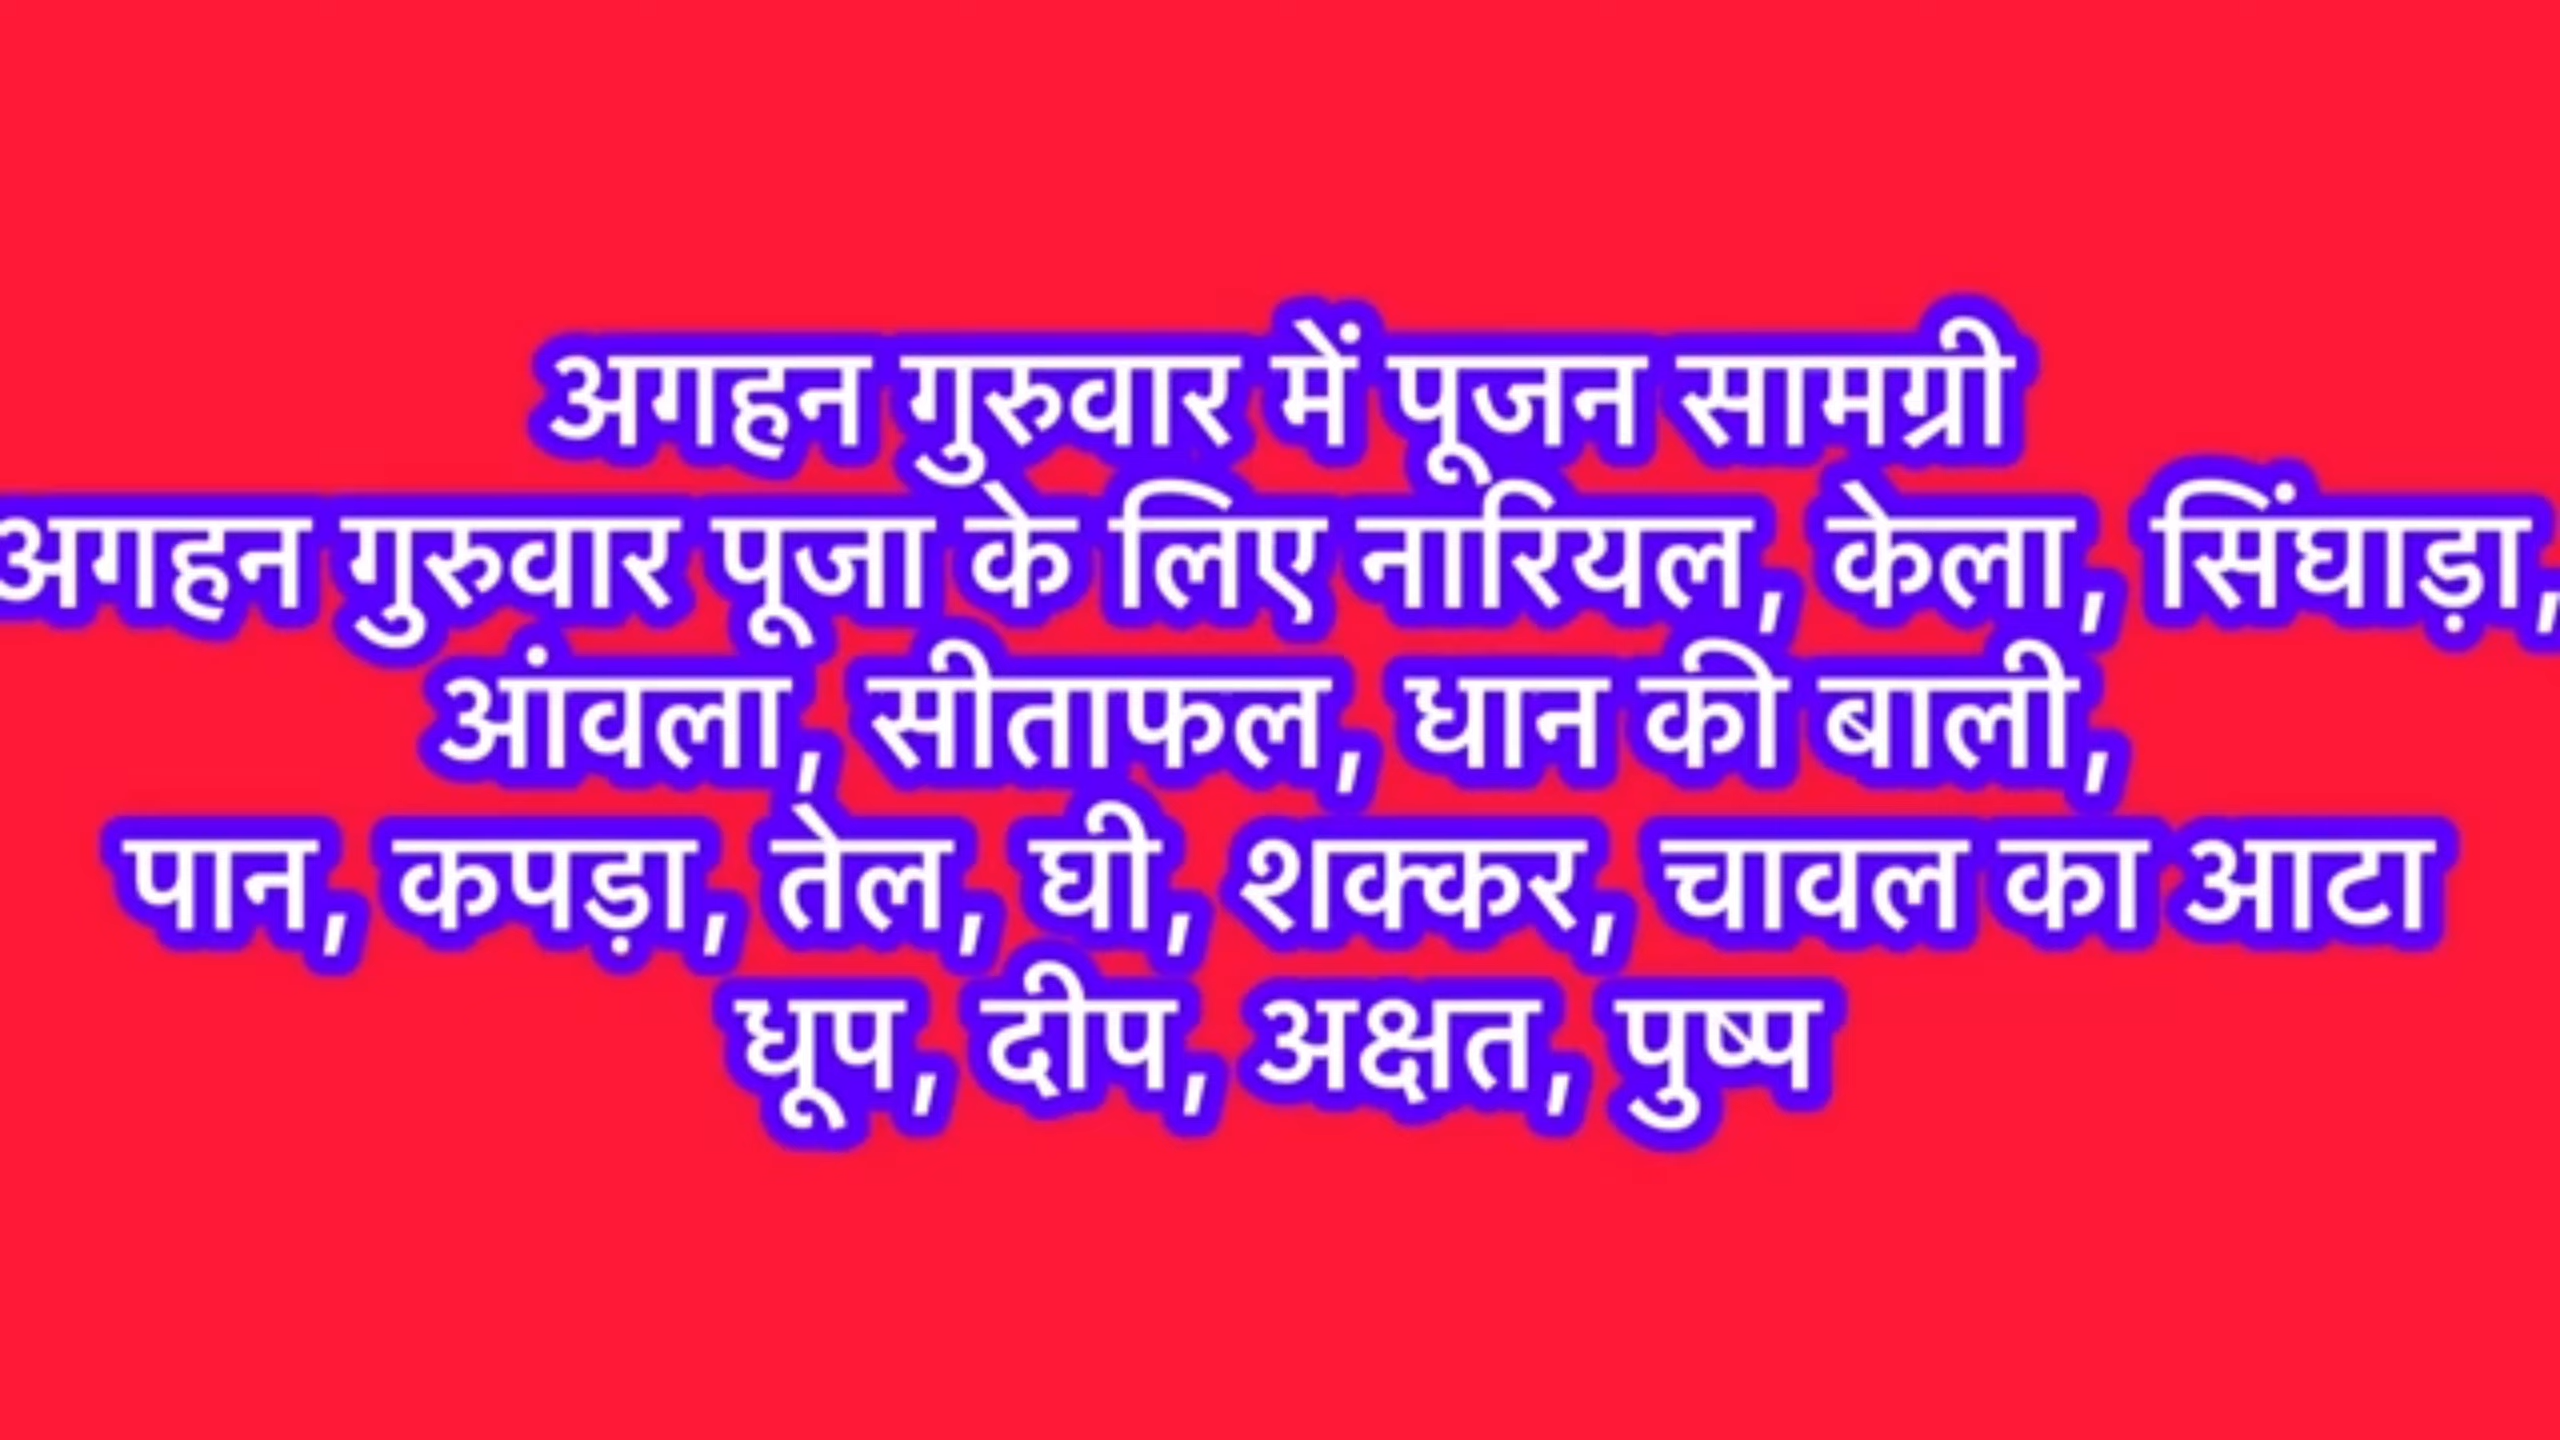 अगहन गुरुवार में पूजन सामग्री
अगहन गुरुवार पूजा के लिए नारियल, केला, सिंघाड़ा,
आंवला, सीताफल, धान की बाली,
पान, कपड़ा, तेल, घी, शक्कर, चावल का आटा
धूप, दीप, अक्षत, पुष्प